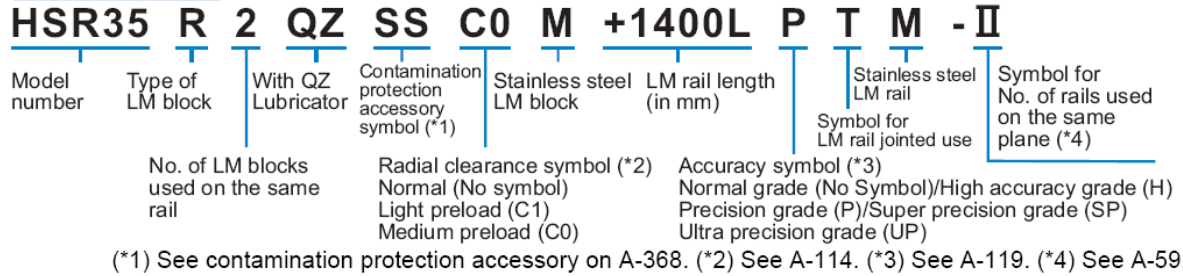 HSR35 R 2 QZ SS C0 M +1400L P T M - II
Model
number
Type of
LM block
With QZ
Lubricator
Contamination
protection
accessory
symbol (*1)
Stainless steel
LM block
LM rail length
(in mm)
Stainless steel
LM rail
Symbol for
No. of rails used
on the same
plane (*4)
Symbol for
LM rail jointed use
No. of LM blocks
used on the same
rail
Radial clearance symbol (*2)
Normal (No symbol)
Light preload (C1)
Medium preload (C0)
Accuracy symbol (*3)
Normal grade (No Symbol)/High accuracy grade (H)
Precision grade (P)/Super precision grade (SP)
Ultra precision grade (UP)
(*1) See contamination protection accessory on A-368. (*2) See A-114. (*3) See A-119. (*4) See A-59